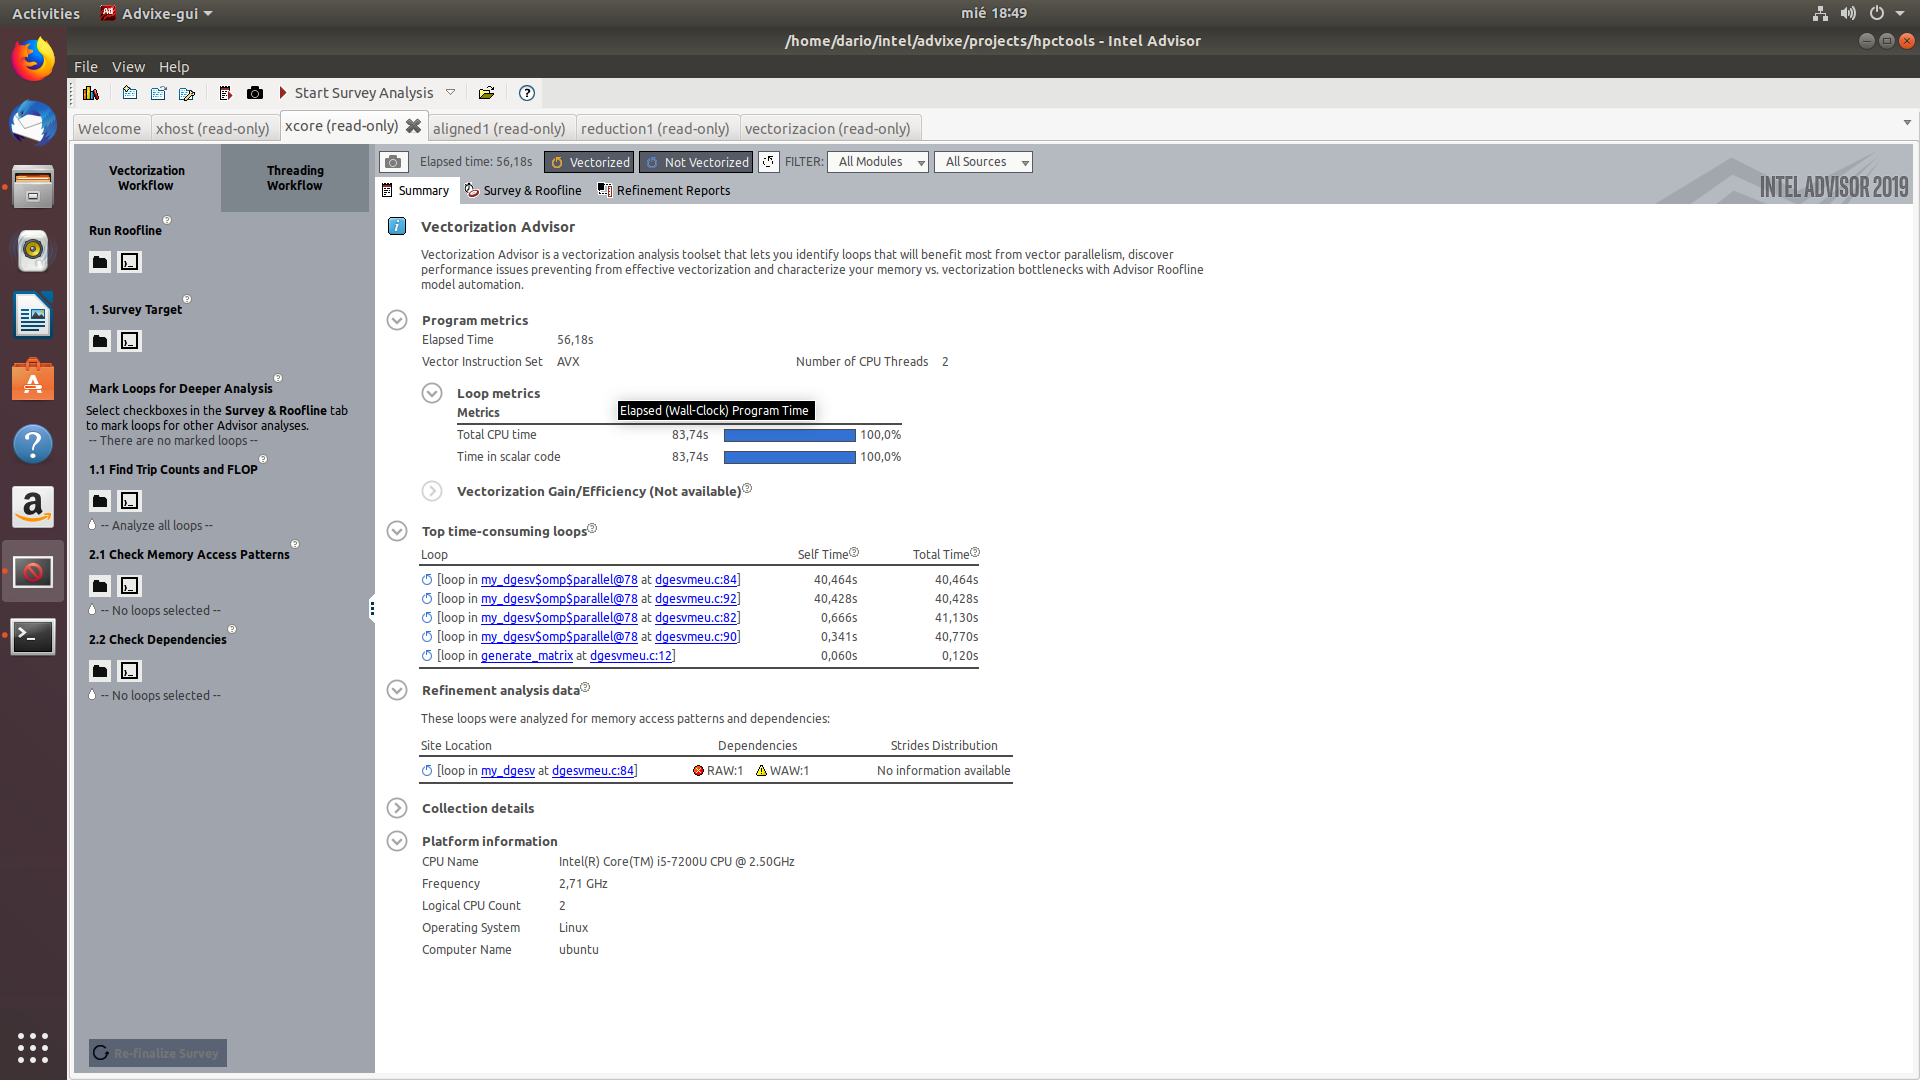 Activities
Advixe-gui
mié 18:49
/home/dario/intel/advixe/projects/hpctools - Intel Advisor
File View Help
Start Survey Analysis
Welcome xhost (read-only) xcore (read-only) aligned1 (read-only) reduction1 (read-only) vectorizacion (read-only)
Vectorization Workflow
Threading Workflow
Run Roofline
1. Survey Target
Mark Loops for Deeper Analysis
Select checkboxes in the Survey & Roofline tab
to mark loops for other Advisor analyses.
-- There are no marked loops --
1.1 Find Trip Counts and FLOP
-- Analyze all loops --
2.1 Check Memory Access Patterns
-- No loops selected --
2.2 Check Dependencies
-- No loops selected --
Re-finalize Survey
Elapsed time: 56,18s Vectorized Not Vectorized FILTER: All Modules All Sources
Summary Survey & Roofline Refinement Reports
INTEL ADVISOR 2019
Vectorization Advisor
Vectorization Advisor is a vectorization analysis toolset that lets you identify loops that will benefit most from vector parallelism, discover
performance issues preventing from effective vectorization and characterize your memory vs. vectorization bottlenecks with Advisor Roofline
model automation.
Program metrics
Elapsed Time 56,18s
Vector Instruction Set AVX Number of CPU Threads 2
Loop metrics
Metrics
Elapsed (Wall-Clock) Program Time
Total CPU time 83,74s 100,0%
Time in scalar code 83,74s 100,0%
Vectorization Gain/Efficiency (Not available)
Top time-consuming loops
Loop Self Time Total Time
[loop in my_dgesv$omp$parallel@78 at dgesvmeu.c:84] 40,464s 40,464s
[loop in my_dgesv$omp$parallel@78 at dgesvmeu.c:92] 40,428s 40,428s
[loop in my_dgesv$omp$parallel@78 at dgesvmeu.c:82] 0,666s 41,130s
[loop in my_dgesv$omp$parallel@78 at dgesvmeu.c:90] 0,341s 40,770s
[loop in generate_matrix at dgesvmeu.c:12] 0,060s 0,120s
Refinement analysis data
These loops were analyzed for memory access patterns and dependencies:
Site Location Dependencies Strides Distribution
[loop in my_dgesv at dgesvmeu.c:84] RAW:1 WAW:1 No information available
Collection details
Platform information
CPU Name Intel(R) Core(TM) i5-7200U CPU @ 2.50GHz
Frequency 2,71 GHz
Logical CPU Count 2
Operating System Linux
Computer Name ubuntu